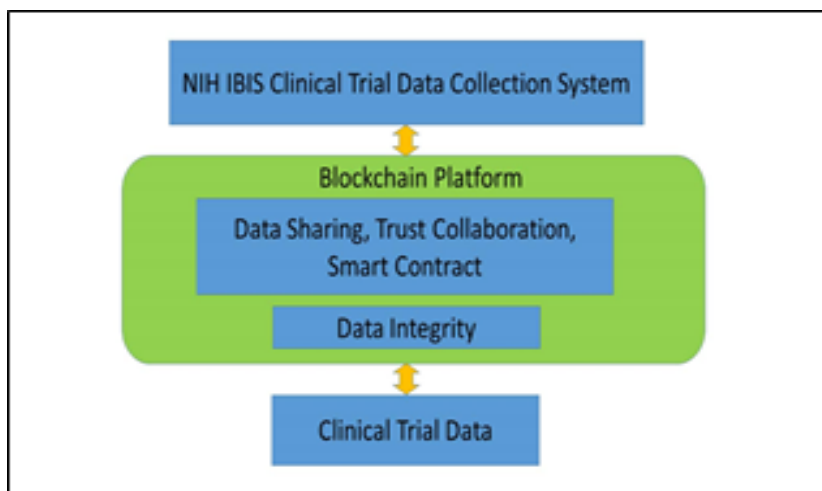 NIH IBIS Clinical Trial Data Collection System
Blockchain Platform
Data Sharing, Trust Collaboration,
Smart Contract
Data Integrity
Clinical Trial Data